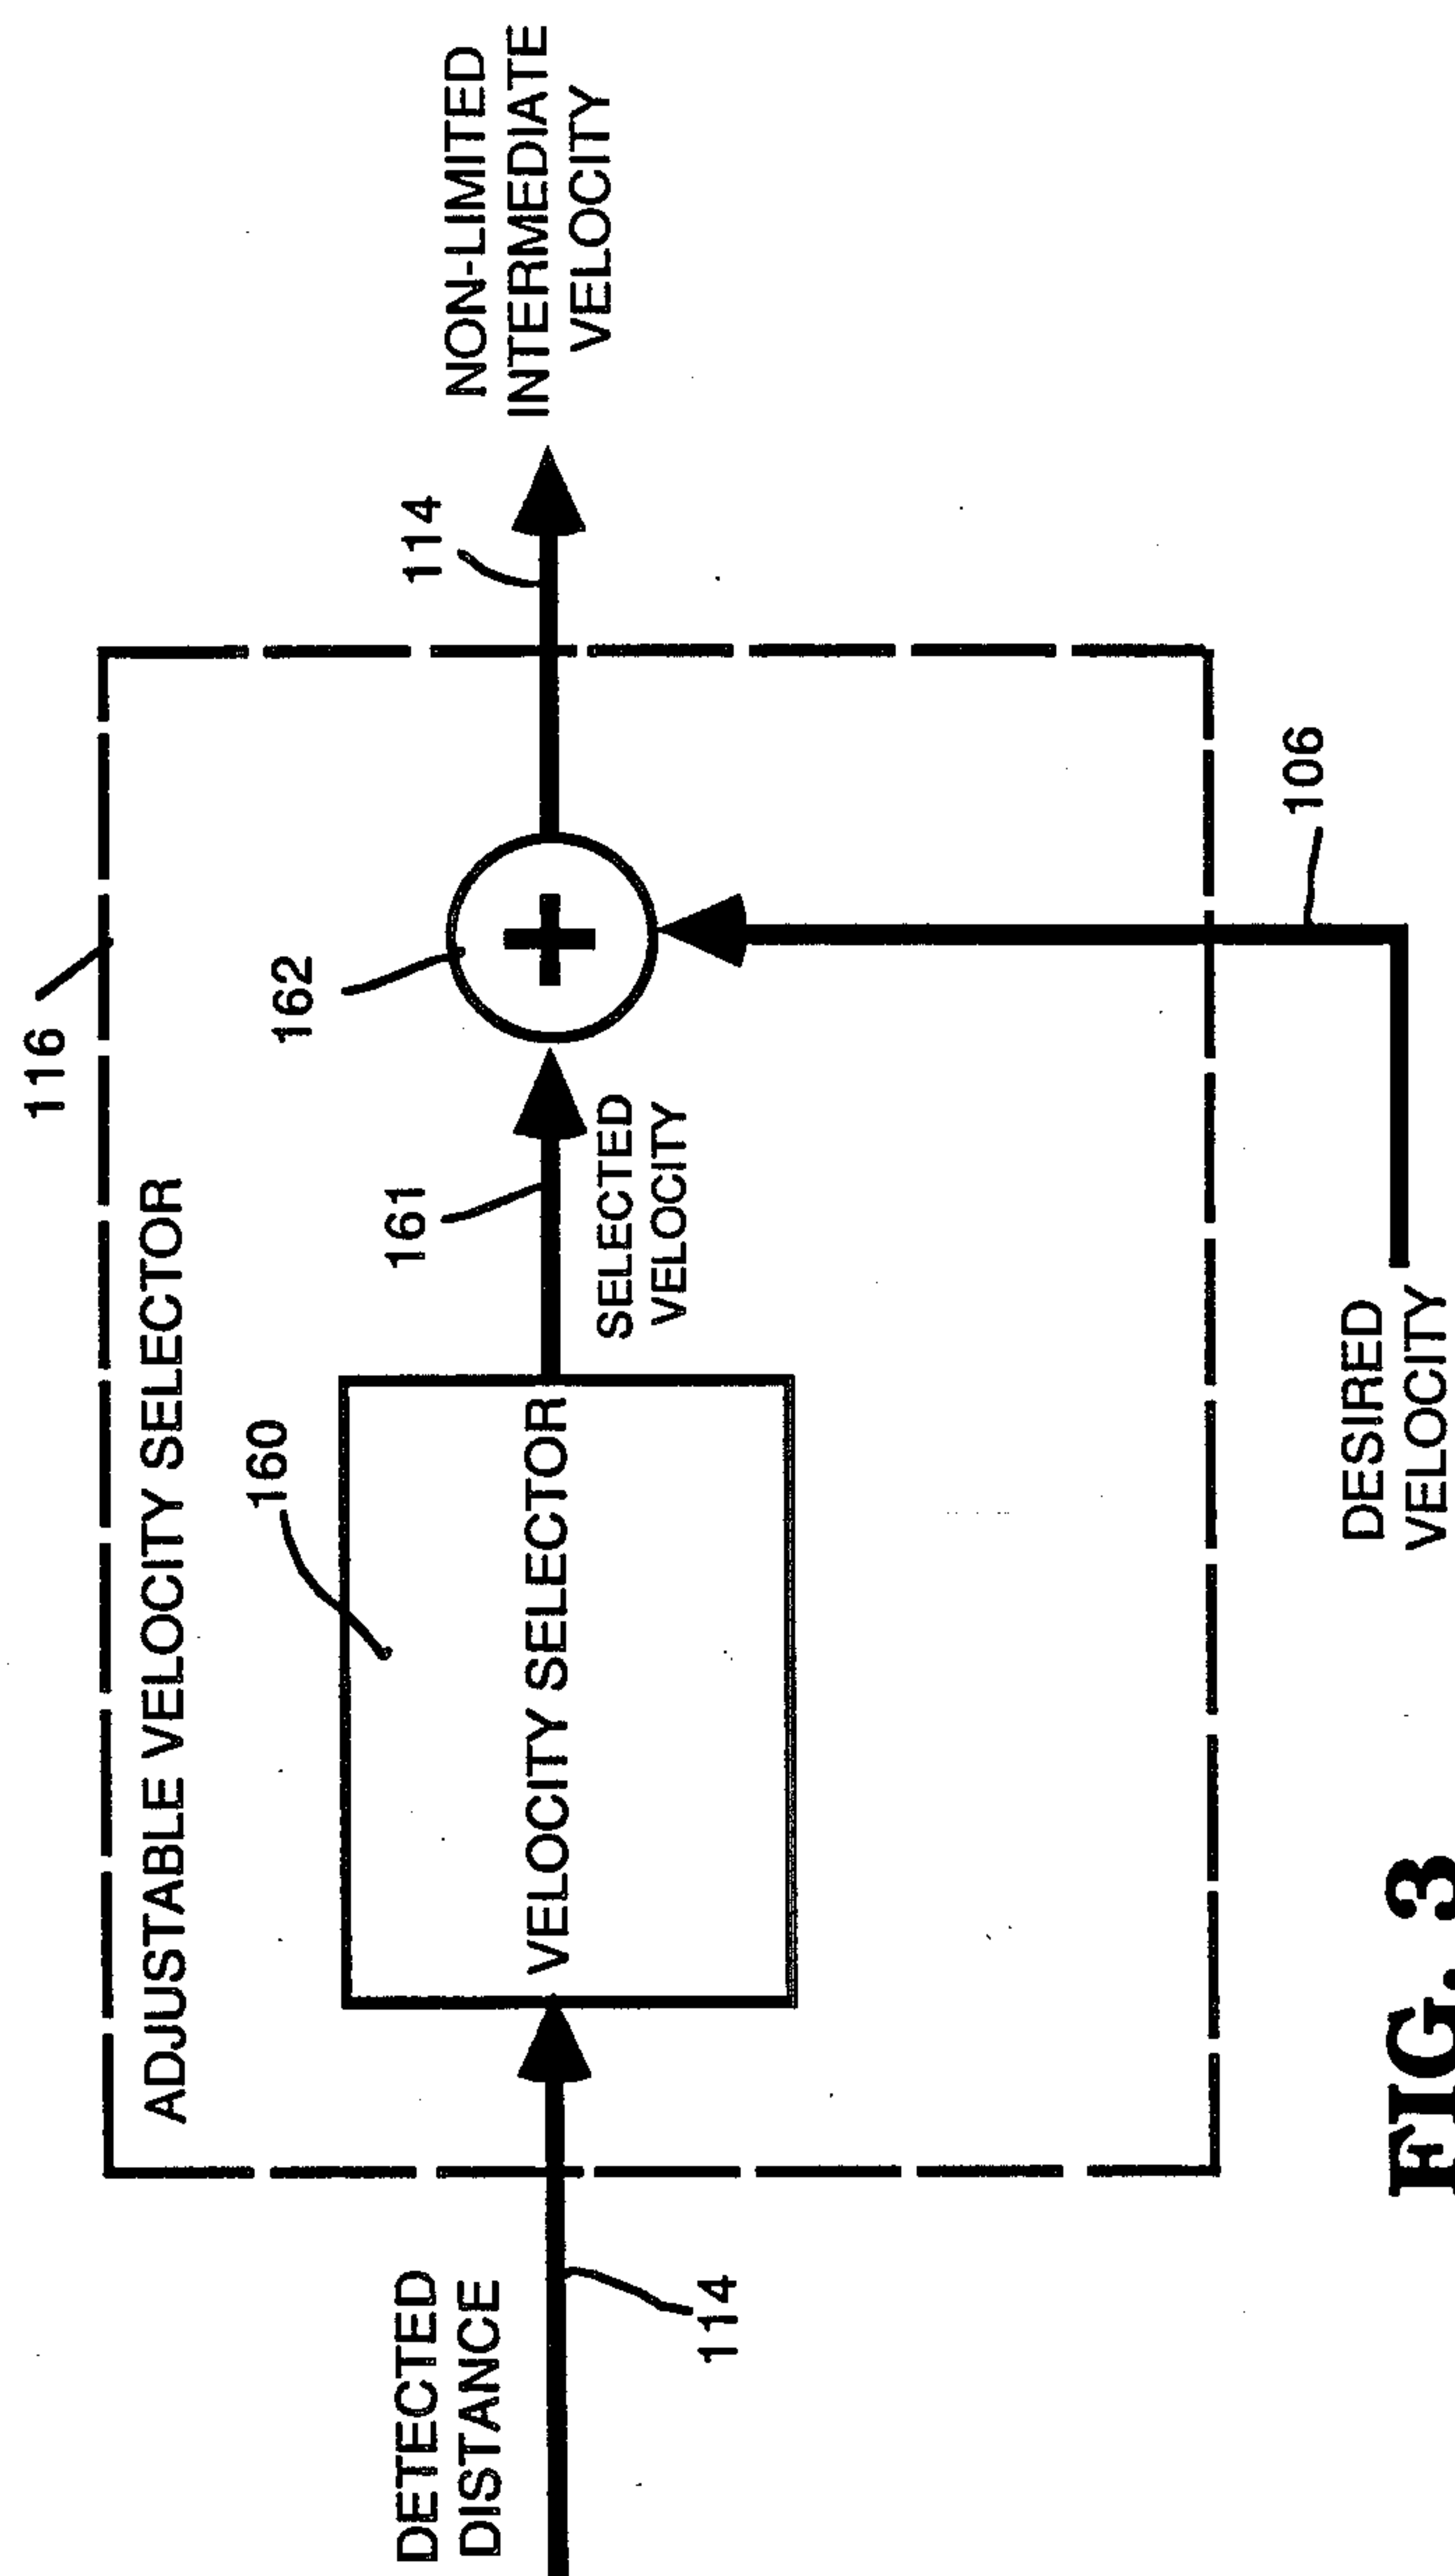 116
ADJUSTABLE VELOCITY SELECTOR
160
162
VELOCITY SELECTOR
161
SELECTED
VELOCITY
DETECTED
DISTANCE
114
114
NON-LIMITED
INTERMEDIATE
VELOCITY
106
DESIRED
VELOCITY
FIG. 3